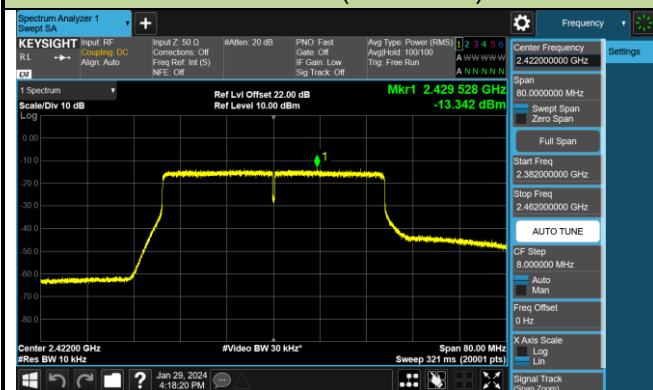 Spectrum Analyzer 1
Swept SA
+
Frequency
KEYSIGHT
RL
LXI
Input: RF
Coupling: DC
Align: Auto
Input Z: 50 Ω
Corrections: Off
Freq Ref: Int (S)
NFE: Off
#Atten: 20 dB
PNO: Fast
Gate: Off
IF Gain: Low
Sig Track: Off
Avg Type: Power (RMS)
Avg|Hold: 100/100
Trig: Free Run
1 2 3 4 5 6
A W W W W W
A N N N N N
1 Spectrum
Scale/Div 10 dB
Log
Ref Lvl Offset 22.00 dB
Ref Level 10.00 dBm
Mkr1 2.429 528 GHz
-13.342 dBm
0.00
-10.0
-20.0
-30.0
-40.0
-50.0
-60.0
-70.0
-80.0
1
Center 2.42200 GHz
#Res BW 10 kHz
#Video BW 30 kHz*
Span 80.00 MHz
Sweep 321 ms (20001 pts)
Jan 29, 2024
4:18:20 PM
?
Center Frequency
2.422000000 GHz
Settings
Span
80.0000000 MHz
Swept Span
Zero Span
Full Span
Start Freq
2.382000000 GHz
Stop Freq
2.462000000 GHz
AUTO TUNE
CF Step
8.000000 MHz
Auto
Man
Freq Offset
0 Hz
X Axis Scale
Log
Lin
Signal Track
(Span Zoom)